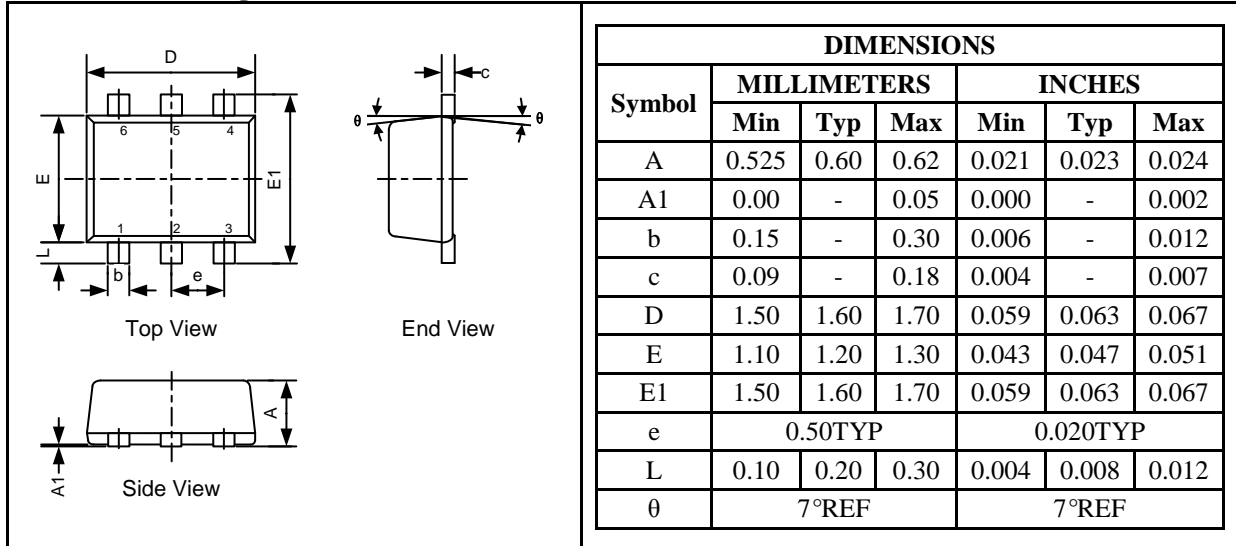 D
c
6 5 4
θ θ
E
E1
1 2 3
L
b e
Top View
End View
A
A1
Side View
DIMENSIONS
Symbol MILLIMETERS INCHES
Min Typ Max Min Typ Max
A 0.525 0.60 0.62 0.021 0.023 0.024
A1 0.00 - 0.05 0.000 - 0.002
b 0.15 - 0.30 0.006 - 0.012
c 0.09 - 0.18 0.004 - 0.007
D 1.50 1.60 1.70 0.059 0.063 0.067
E 1.10 1.20 1.30 0.043 0.047 0.051
E1 1.50 1.60 1.70 0.059 0.063 0.067
e 0.50TYP 0.020TYP
L 0.10 0.20 0.30 0.004 0.008 0.012
θ 7°REF 7°REF